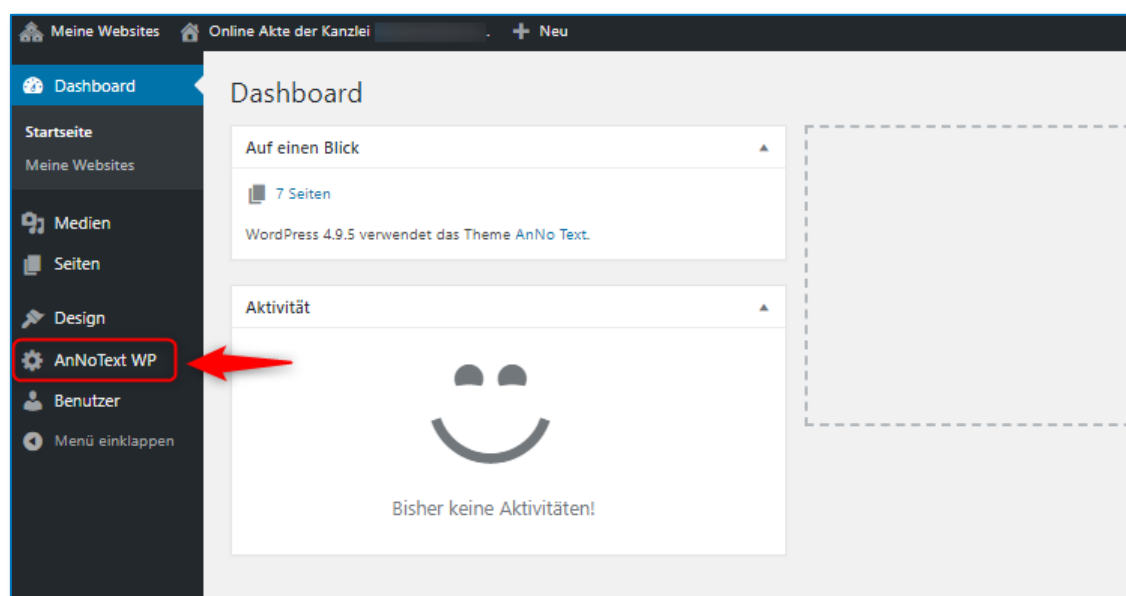 Meine Websites Online Akte der Kanzlei . Neu
Dashboard
Startseite
Meine Websites
Medien
Seiten
Design
AnNoText WP
Benutzer
Menü einklappen
Dashboard
Auf einen Blick
7 Seiten
WordPress 4.9.5 verwendet das Theme AnNo Text.
Aktivität
Bisher keine Aktivitäten!